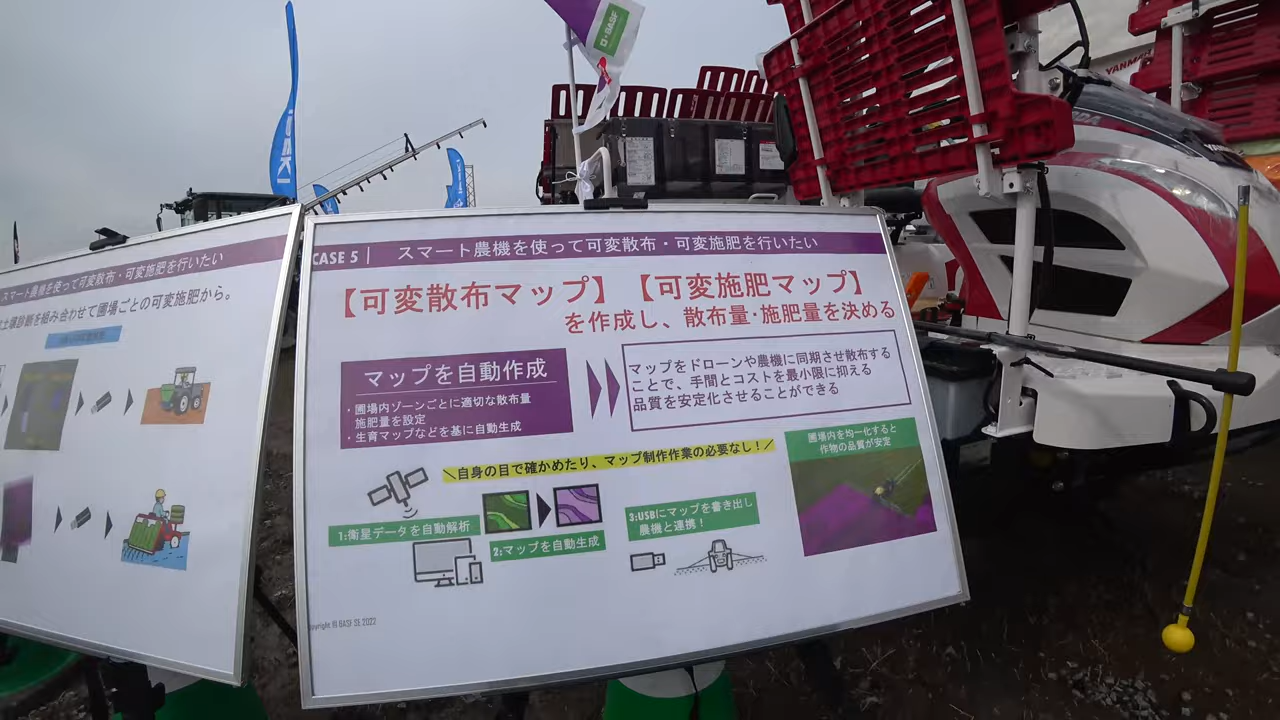 スマート農機を使って可変散布・可変施肥を行いたい
土壌診断を組み合わせて圃場ごとの可変施肥から。
CASE 5 | スマート農機を使って可変散布・可変施肥を行いたい
【可変散布マップ】【可変施肥マップ】
を作成し、散布量・施肥量を決める
マップを自動作成
・圃場内ゾーンごとに適切な散布量
施肥量を設定
・生育マップなどを基に自動生成
マップをドローンや農機に同期させ散布する
ことで、手間とコストを最小限に抑える
品質を安定化させることができる
＼自身の目で確かめたり、マップ制作作業の必要なし！／
圃場内を均一化すると
作物の品質が安定
1:衛星データを自動解析
2:マップを自動生成
3:USBにマップを書き出し
農機と連携！
BASF SE 2022
BASF
YANMAR